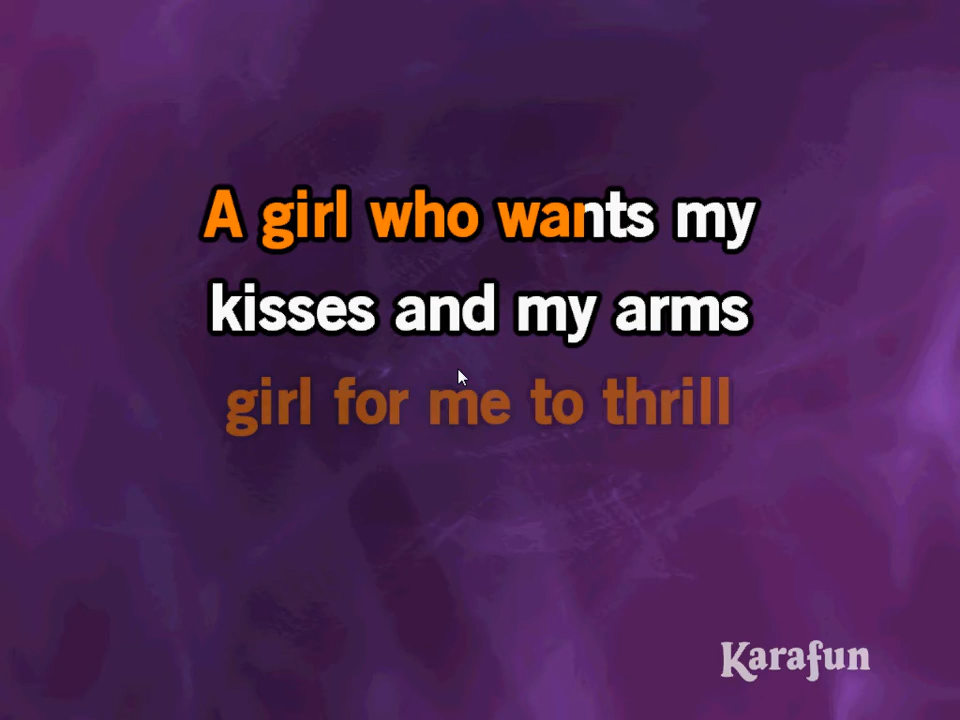 A girl who wants my
kisses and my arms
girl for me to thrill
Karafun